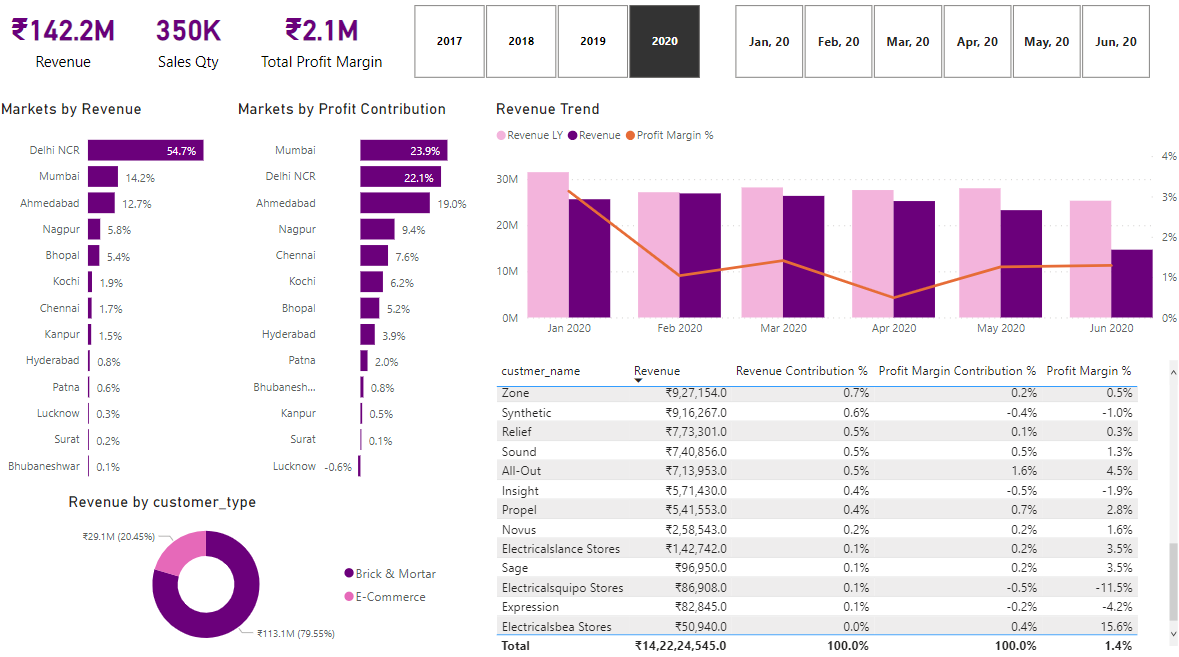 ₹142.2M
Revenue
350K
Sales Qty
₹2.1M
Total Profit Margin
2017 2018 2019 2020
Jan, 20 Feb, 20 Mar, 20 Apr, 20 May, 20 Jun, 20
Markets by Revenue
Delhi NCR 54.7%
Mumbai 14.2%
Ahmedabad 12.7%
Nagpur 5.8%
Bhopal 5.4%
Kochi 1.9%
Chennai 1.7%
Kanpur 1.5%
Hyderabad 0.8%
Patna 0.6%
Lucknow 0.3%
Surat 0.2%
Bhubaneshwar 0.1%
Markets by Profit Contribution
Mumbai 23.9%
Delhi NCR 22.1%
Ahmedabad 19.0%
Nagpur 9.4%
Chennai 7.6%
Kochi 6.2%
Bhopal 5.2%
Hyderabad 3.9%
Patna 2.0%
Bhubanesh... 0.8%
Kanpur 0.5%
Surat 0.1%
Lucknow -0.6%
Revenue Trend
Revenue LY Revenue Profit Margin %
30M
20M
10M
0M
4%
3%
2%
1%
0%
Jan 2020 Feb 2020 Mar 2020 Apr 2020 May 2020 Jun 2020
Revenue by customer_type
₹29.1M (20.45%)
₹113.1M (79.55%)
Brick & Mortar
E-Commerce
custmer_name Revenue Revenue Contribution % Profit Margin Contribution % Profit Margin %
Zone ₹9,27,154.0 0.7% 0.2% 0.5%
Synthetic ₹9,16,267.0 0.6% -0.4% -1.0%
Relief ₹7,73,301.0 0.5% 0.1% 0.3%
Sound ₹7,40,856.0 0.5% 0.5% 1.3%
All-Out ₹7,13,953.0 0.5% 1.6% 4.5%
Insight ₹5,71,430.0 0.4% -0.5% -1.9%
Propel ₹5,41,553.0 0.4% 0.7% 2.8%
Novus ₹2,58,543.0 0.2% 0.2% 1.6%
Electricalslance Stores ₹1,42,742.0 0.1% 0.2% 3.5%
Sage ₹96,950.0 0.1% 0.2% 3.5%
Electricalsquipo Stores ₹86,908.0 0.1% -0.5% -11.5%
Expression ₹82,845.0 0.1% -0.2% -4.2%
Electricalsbea Stores ₹50,940.0 0.0% 0.4% 15.6%
Total ₹14,22,24,545.0 100.0% 100.0% 1.4%